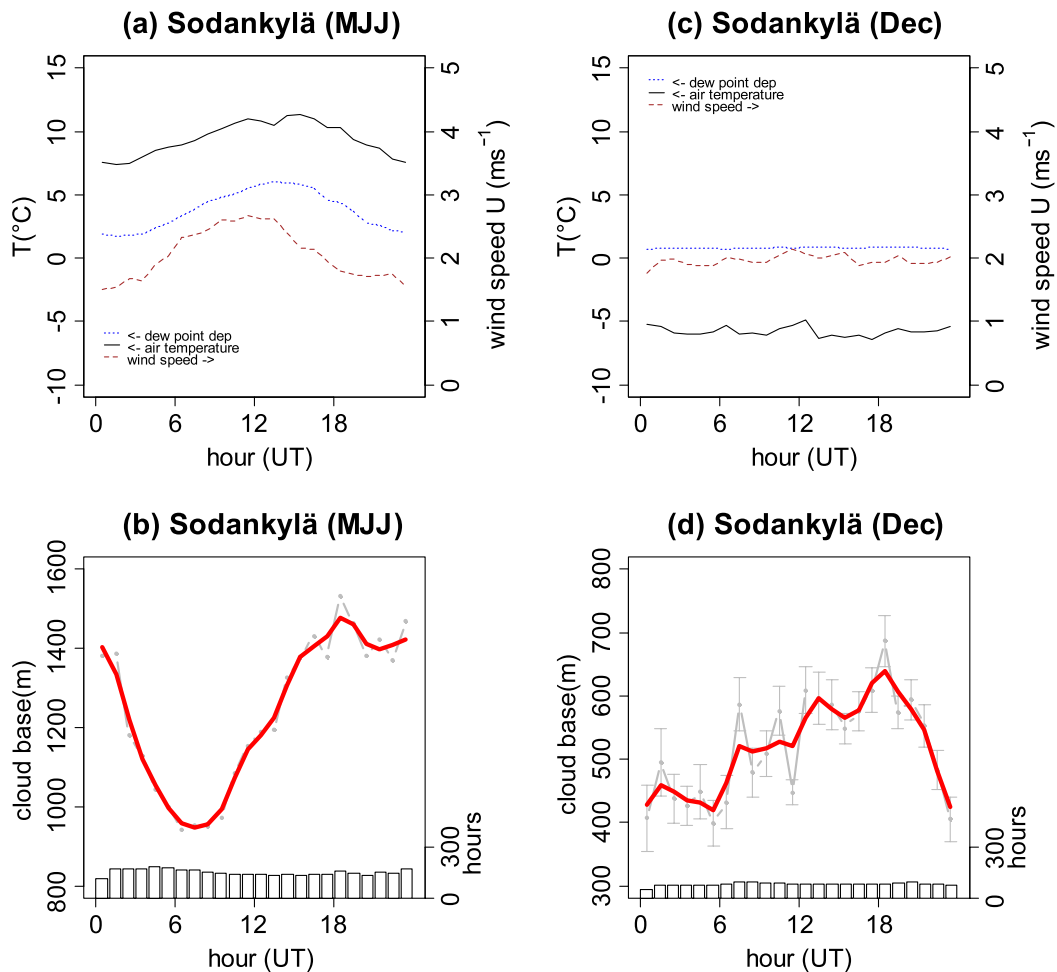 (a) Sodankylä (MJJ)
15
10
5
0
-5
-10
T(°C)
5
4
3
2
1
0
wind speed U (ms⁻¹)
<- dew point dep
<- air temperature
wind speed ->
0 6 12 18
hour (UT)
(c) Sodankylä (Dec)
15
10
5
0
-5
-10
T(°C)
5
4
3
2
1
0
wind speed U (ms⁻¹)
<- dew point dep
<- air temperature
wind speed ->
0 6 12 18
hour (UT)
(b) Sodankylä (MJJ)
1600
1400
1200
1000
800
cloud base(m)
300
0
hours
0 6 12 18
hour (UT)
(d) Sodankylä (Dec)
800
700
600
500
400
300
cloud base(m)
300
0
hours
0 6 12 18
hour (UT)